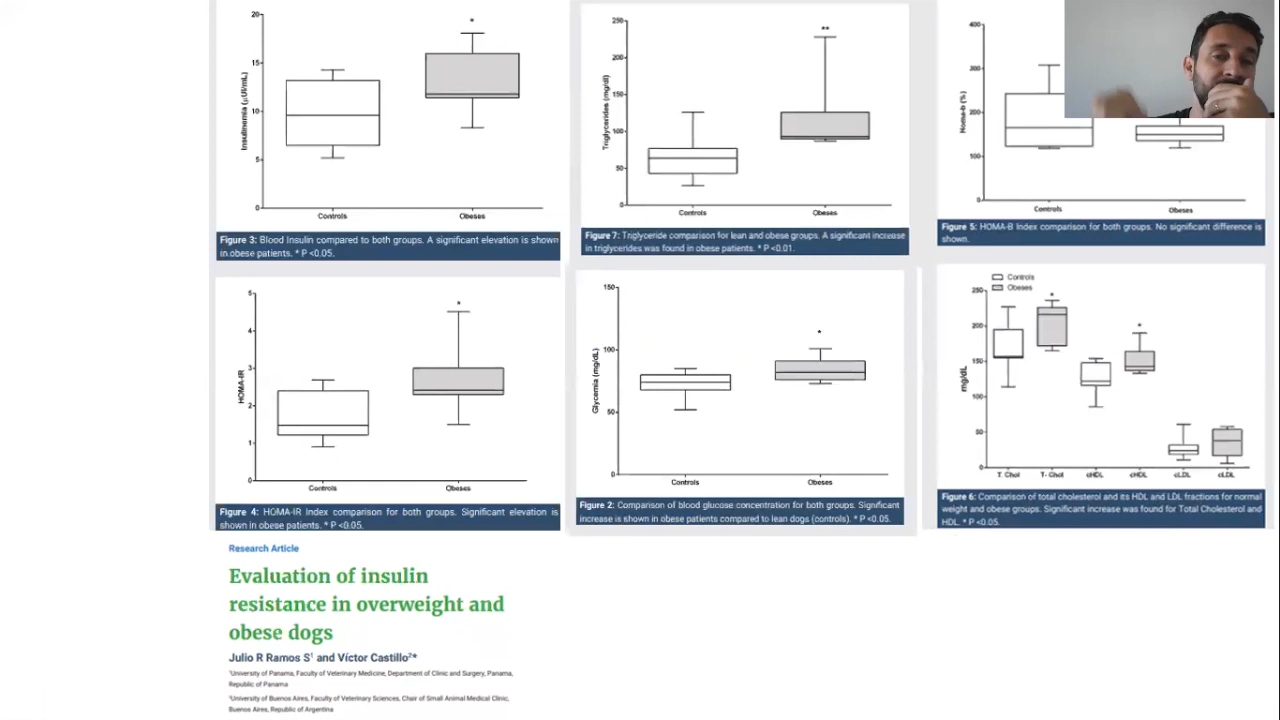 20
15
10
5
0
Insulinemia (µUI/mL)
*
Controls
Obeses
Figure 3: Blood Insulin compared to both groups. A significant elevation is shown
in obese patients. * P <0.05.
250
200
150
100
50
0
Triglycerides (mg/dl)
**
Controls
Obeses
Figure 7: Triglyceride comparison for lean and obese groups. A significant increase
in triglycerides was found in obese patients. * P <0.01.
400
300
200
100
0
Homa-b (%)
Controls
Obeses
Figure 5: HOMA-B Index comparison for both groups. No significant difference is
shown.
5
4
3
2
1
0
HOMA-IR
*
Controls
Obeses
Figure 4: HOMA-IR Index comparison for both groups. Significant elevation is
shown in obese patients. * P <0.05.
150
100
50
0
Glycemia (mg/dL)
*
Controls
Obeses
Figure 2: Comparison of blood glucose concentration for both groups. Significant
increase is shown in obese patients compared to lean dogs (controls). * P <0.05.
Controls
Obeses
250
200
150
100
50
0
mg/dL
*
*
T. Chol
T- Chol
cHDL
cHDL
cLDL
cLDL
Figure 6: Comparison of total cholesterol and its HDL and LDL fractions for normal
weight and obese groups. Significant increase was found for Total Cholesterol and
HDL. * P <0.05.
Research Article
Evaluation of insulin
resistance in overweight and
obese dogs
Julio R Ramos S¹ and Víctor Castillo²*
¹University of Panama, Faculty of Veterinary Medicine, Department of Clinic and Surgery, Panama,
Republic of Panama
²University of Buenos Aires, Faculty of Veterinary Sciences, Chair of Small Animal Medical Clinic,
Buenos Aires, Republic of Argentina